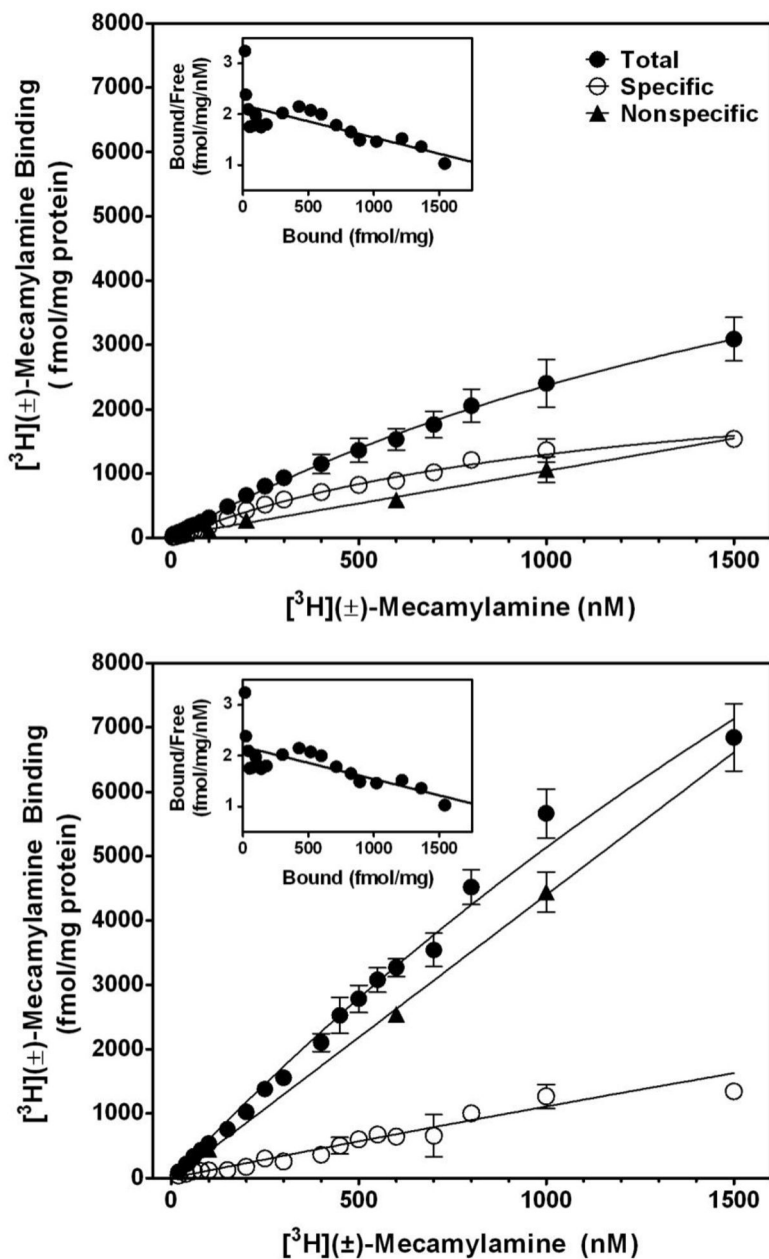 8000
7000
6000
5000
4000
3000
2000
1000
0
[³H](±)-Mecamylamine Binding
( fmol/mg protein)
3
2
1
Bound/Free
(fmol/mg/nM)
0 500 1000 1500
Bound (fmol/mg)
Total
Specific
Nonspecific
0 500 1000 1500
[³H](±)-Mecamylamine (nM)
8000
7000
6000
5000
4000
3000
2000
1000
0
[³H](±)-Mecamylamine Binding
(fmol/mg protein)
3
2
1
Bound/Free
(fmol/mg/nM)
0 500 1000 1500
Bound (fmol/mg)
0 500 1000 1500
[³H](±)-Mecamylamine (nM)